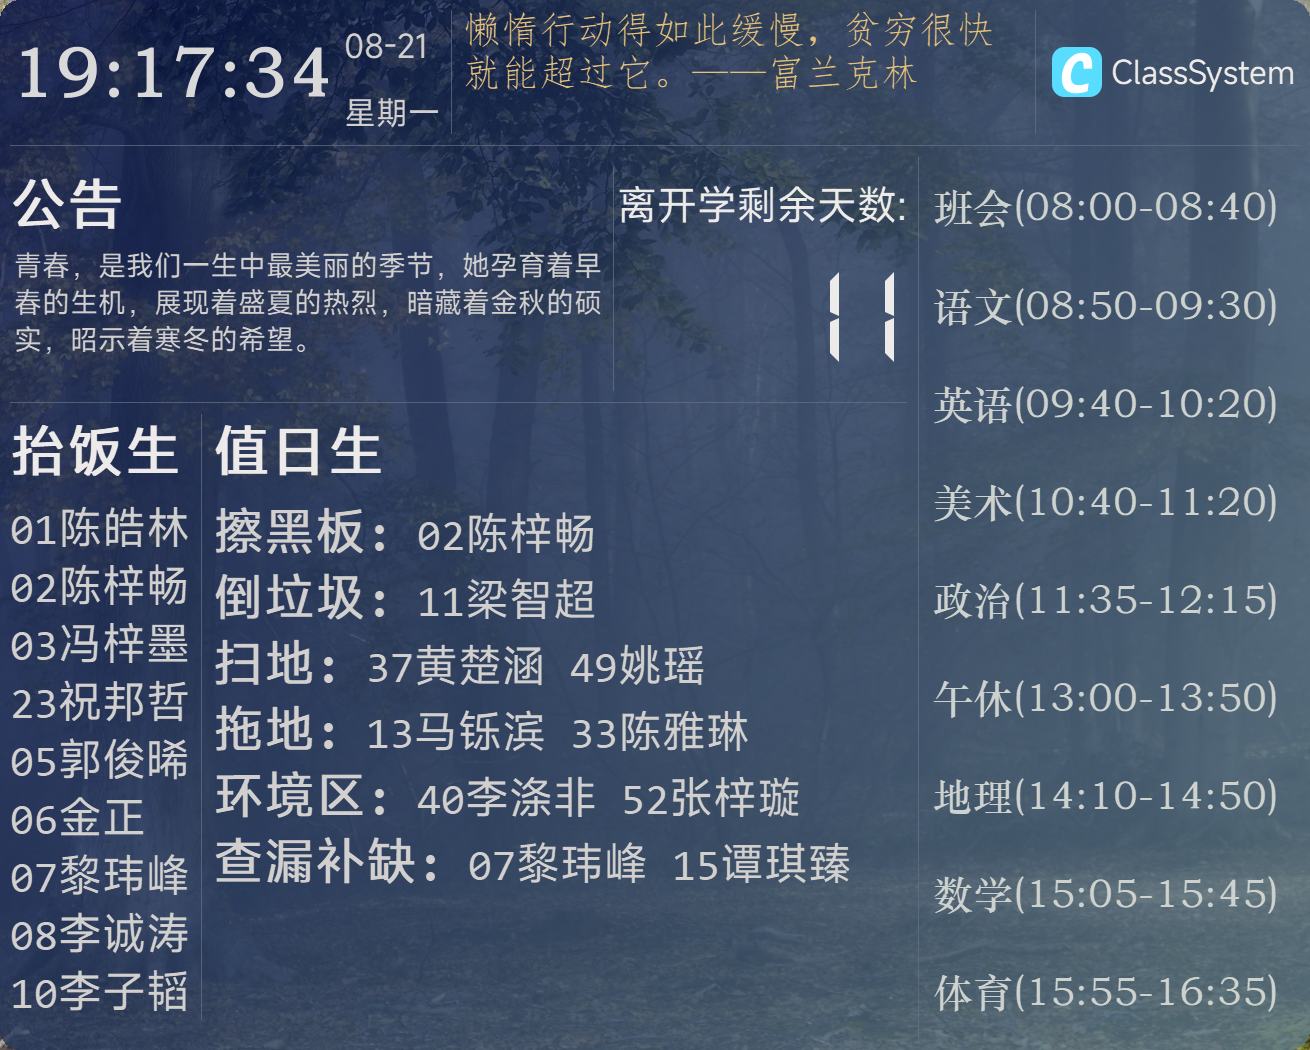 19:17:34
08-21
星期一
懒惰行动得如此缓慢，贫穷很快
就能超过它。——富兰克林
ClassSystem
公告
青春，是我们一生中最美丽的季节，她孕育着早
春的生机，展现着盛夏的热烈，暗藏着金秋的硕
实，昭示着寒冬的希望。
离开学剩余天数:
11
抬饭生
01陈皓林
02陈梓畅
03冯梓墨
23祝邦哲
05郭俊晞
06金正
07黎玮峰
08李诚涛
10李子韬
值日生
擦黑板：02陈梓畅
倒垃圾：11梁智超
扫地：37黄楚涵 49姚瑶
拖地：13马铄滨 33陈雅琳
环境区：40李涤非 52张梓璇
查漏补缺：07黎玮峰 15谭琪臻
班会(08:00-08:40)
语文(08:50-09:30)
英语(09:40-10:20)
美术(10:40-11:20)
政治(11:35-12:15)
午休(13:00-13:50)
地理(14:10-14:50)
数学(15:05-15:45)
体育(15:55-16:35)